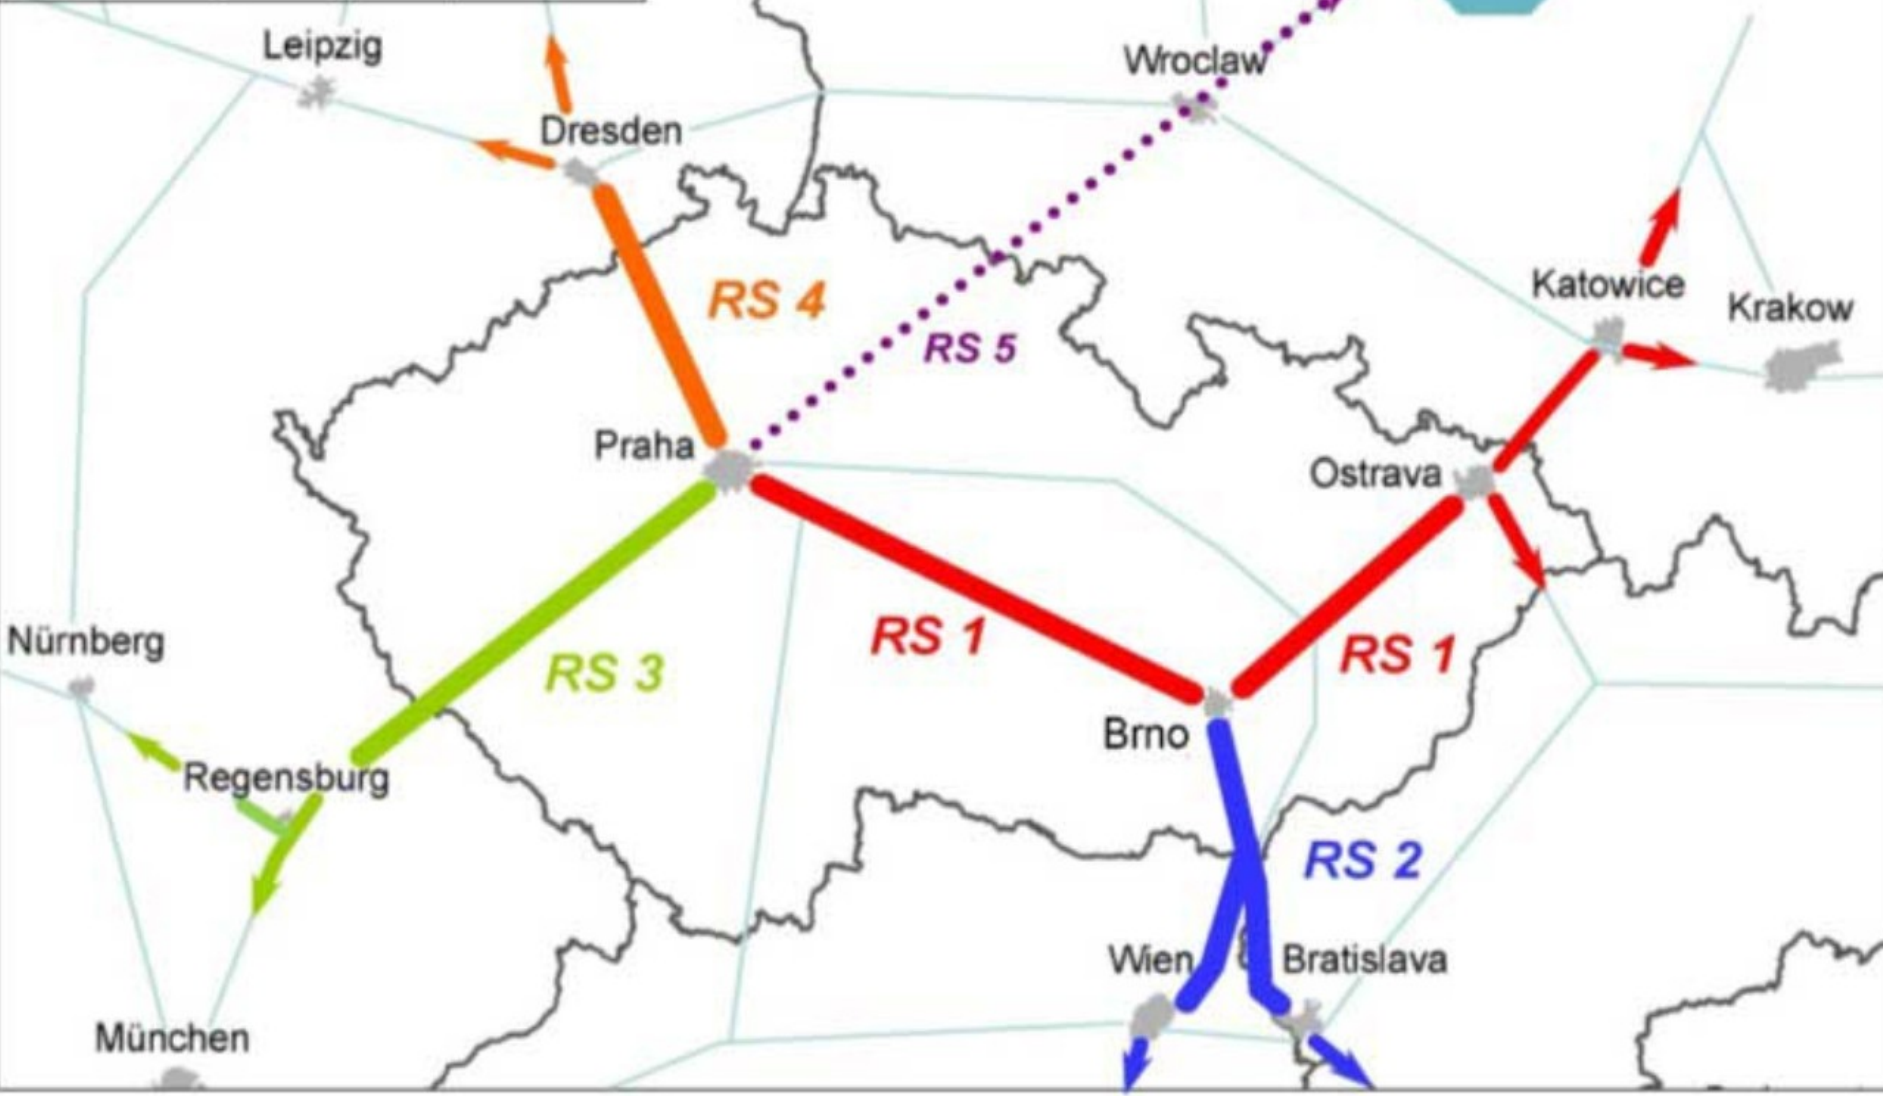 Leipzig
Wroclaw
Dresden
Katowice
Krakow
RS 4
RS 5
Praha
Ostrava
Nürnberg
RS 1
RS 1
RS 3
Brno
Regensburg
RS 2
Wien
Bratislava
München